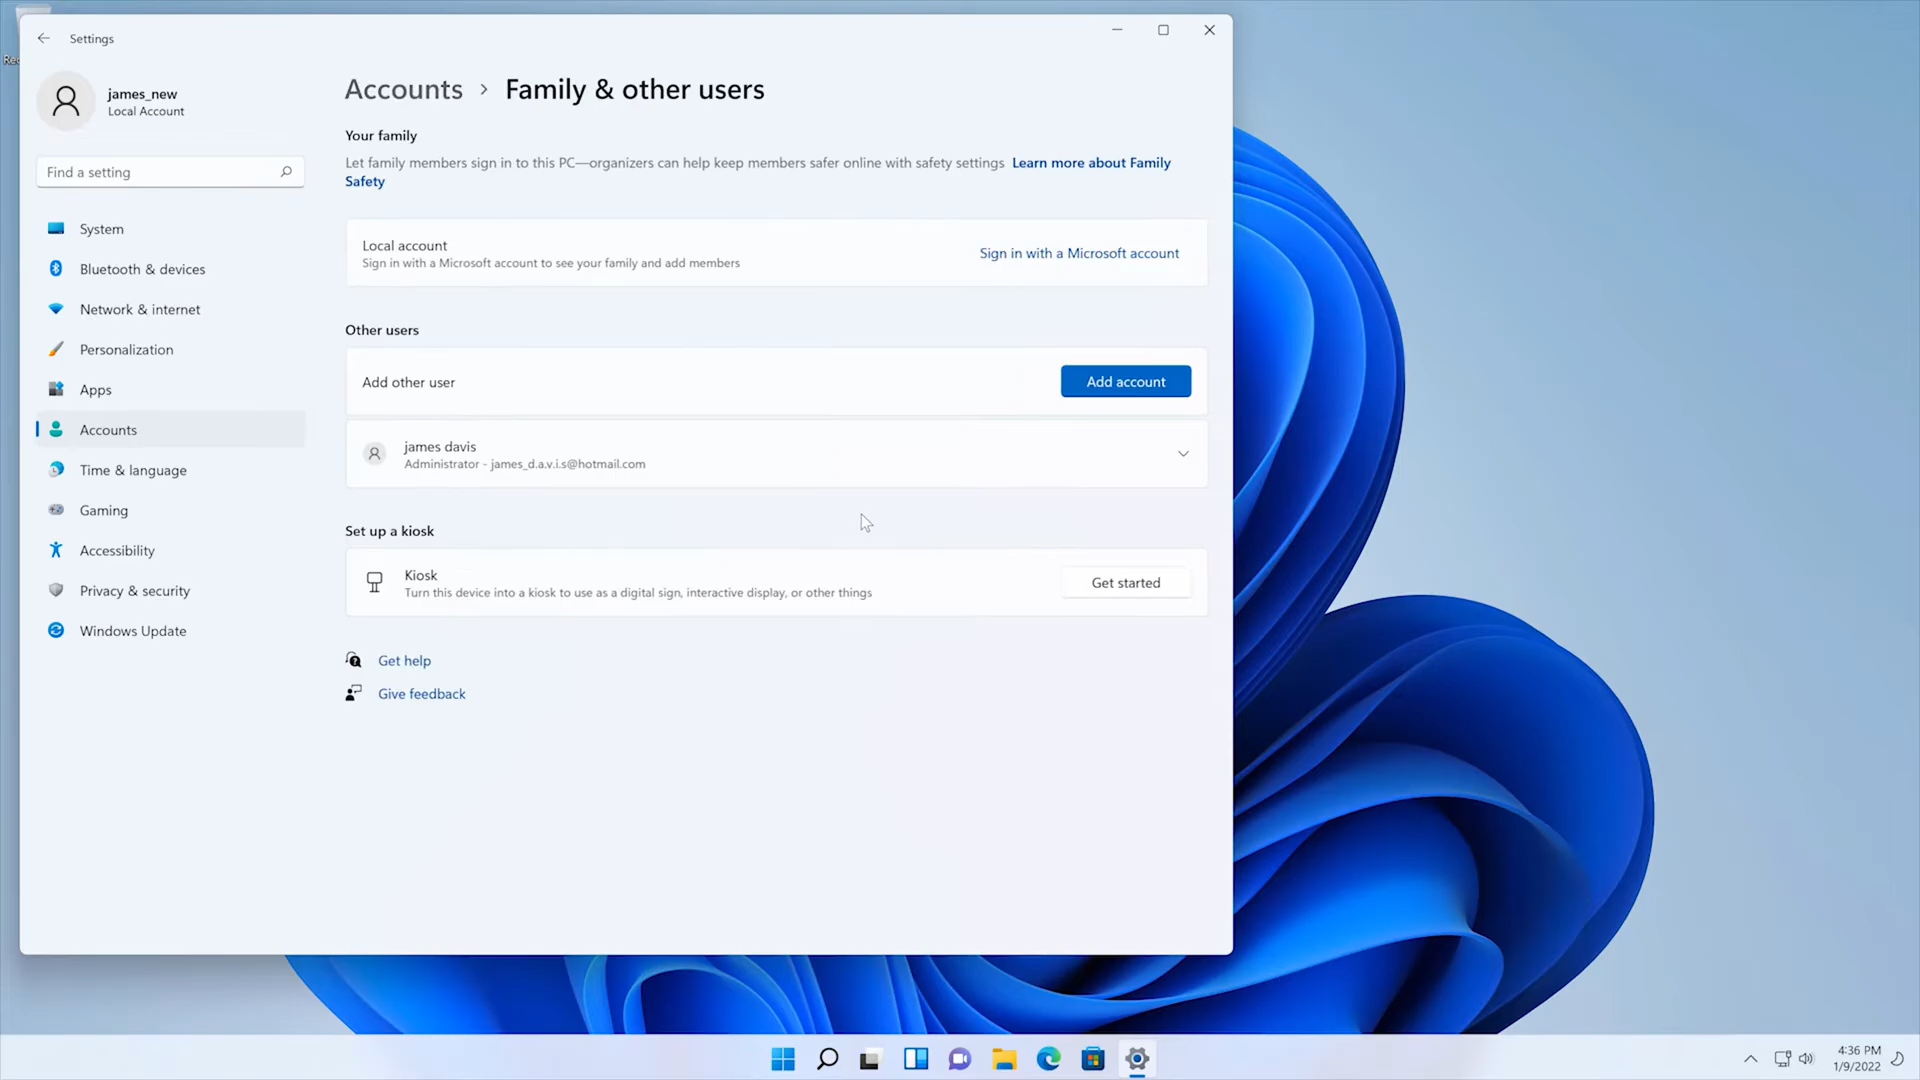 Settings
james_new
Local Account
Find a setting
System
Bluetooth & devices
Network & internet
Personalization
Apps
Accounts
Time & language
Gaming
Accessibility
Privacy & security
Windows Update
Accounts > Family & other users
Your family
Let family members sign in to this PC—organizers can help keep members safer online with safety settings Learn more about Family
Safety
Local account
Sign in with a Microsoft account to see your family and add members
Sign in with a Microsoft account
Other users
Add other user
Add account
james davis
Administrator - james_d.a.v.i.s@hotmail.com
Set up a kiosk
Kiosk
Turn this device into a kiosk to use as a digital sign, interactive display, or other things
Get started
Get help
Give feedback
4:36 PM
1/9/2022